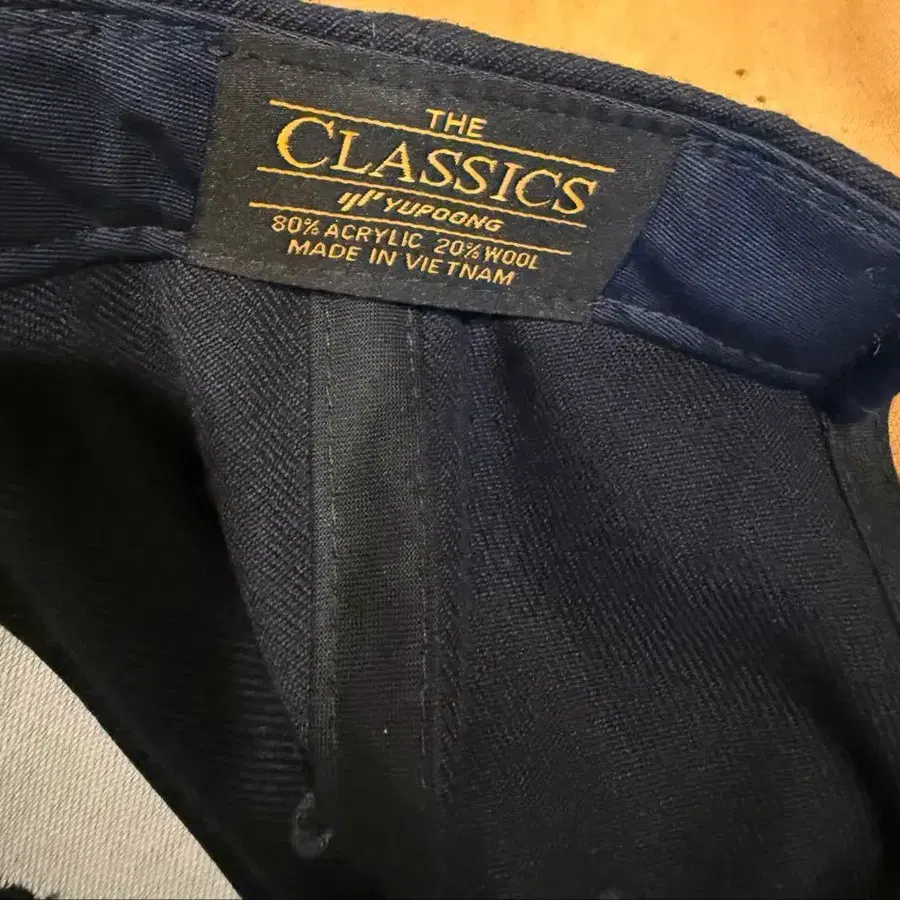 THE
CLASSICS
YUPOONG
80% ACRYLIC 20% WOOL
MADE IN VIETNAM